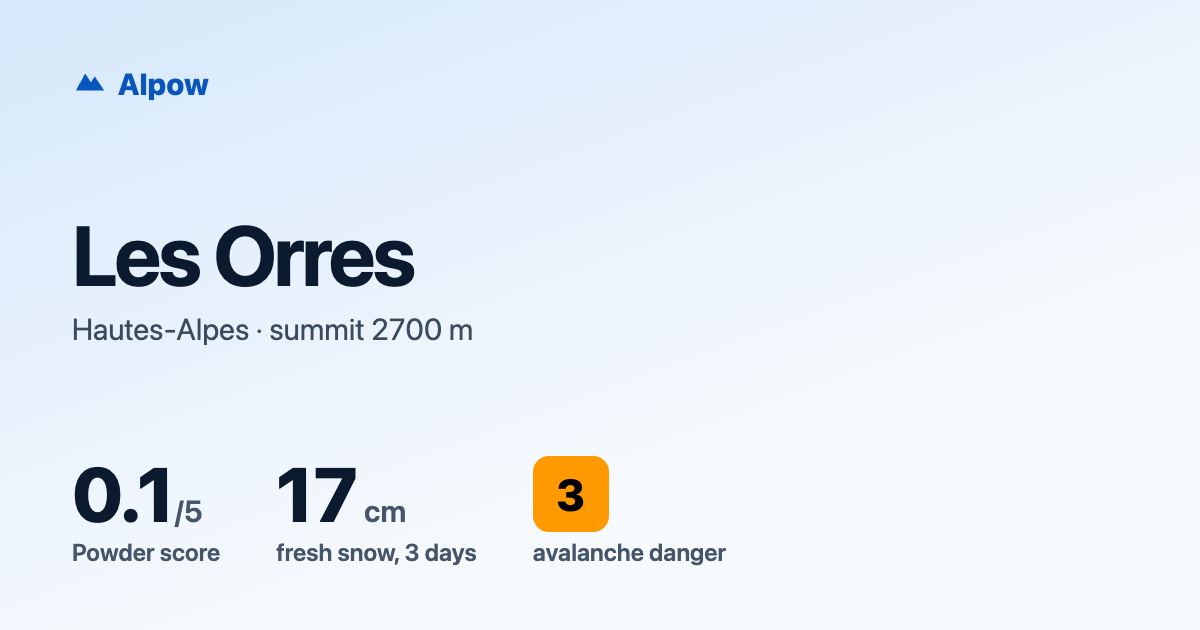 Alpow
Les Orres
Hautes-Alpes · summit 2700 m
0.1/5 17 cm 3
Powder score fresh snow, 3 days avalanche danger